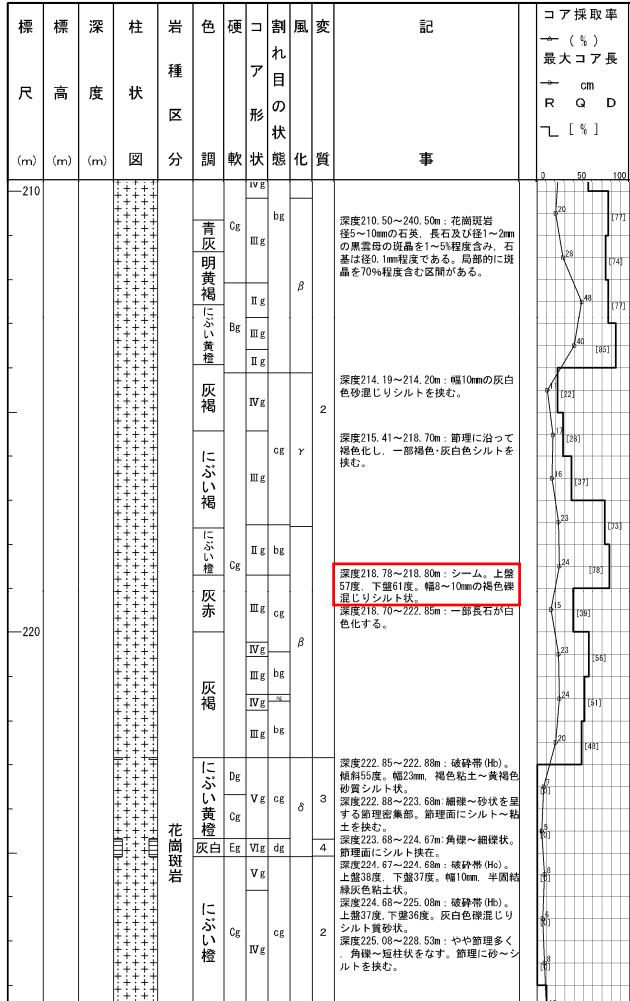 標尺(m)
標高(m)
深度(m)
柱状図
岩種区分
色調
硬軟
コア形状
割れ目の状態
風化
変質
記事
コア採取率
(%)
最大コア長
cm
R Q D
[%]
0 50 100
210
220
花崗斑岩
青灰
明黄褐
にぶい黄橙
灰褐
にぶい褐
にぶい橙
灰赤
灰褐
にぶい黄橙
灰白
にぶい橙
Cg
Bg
Cg
Dg
Cg
Eg
Cg
Ⅳg
Ⅲg
Ⅱg
Ⅲg
Ⅱg
Ⅳg
Ⅲg
Ⅱg
Ⅲg
Ⅳg
Ⅲg
Ⅳg
Ⅲg
Ⅴg
Ⅵg
Ⅴg
Ⅳg
bg
cg
bg
cg
bg
bg
cg
dg
cg
β
γ
β
δ
2
3
4
2
深度210.50~240.50m:花崗斑岩
径5~10mmの石英，長石及び径1~2mm
の黒雲母の斑晶を1~5%程度含み，石
基は径0.1mm程度である。局部的に斑
晶を70%程度含む区間がある。
深度214.19~214.20m:幅10mmの灰白
色砂混じりシルトを挟む。
深度215.41~218.70m:節理に沿って
褐色化し，一部褐色・灰白色シルトを
挟む。
深度218.78~218.80m:シーム。上盤
57度，下盤61度。幅8~10mmの褐色礫
混じりシルト状。
深度218.70~222.85m:一部長石が白
色化する。
深度222.85~222.88m:破砕帯(Hb)。
傾斜55度。幅23mm，褐色粘土~黄褐色
砂質シルト状。
深度222.88~223.68m:細礫~砂状を呈
する節理密集部。節理面にシルト~粘
土を挟む。
深度223.68~224.67m:角礫~細礫状。
節理面にシルト挟在。
深度224.67~224.68m:破砕帯(Hc)。
上盤38度，下盤37度。幅10mm，半固結
緑灰色粘土状。
深度224.68~225.08m:破砕帯(Hb)。
上盤37度，下盤36度。灰白色礫混じり
シルト質砂状。
深度225.08~228.53m:やや節理多く
，角礫~短柱状をなす。節理に砂~シ
ルトを挟む。
20
[77]
28
[74]
48
[77]
40
[85]
11
[22]
17
[28]
16
[37]
23
[73]
24
[78]
15
[39]
23
[56]
24
[51]
20
[48]
7
[0]
5
[0]
8
[0]
6
[0]
8
[0]